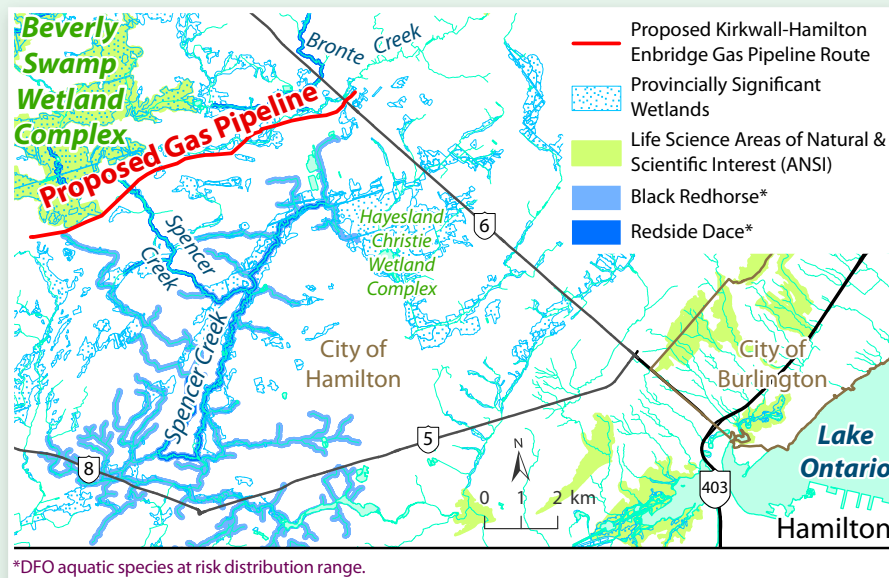 Beverly
Swamp
Wetland
Complex
Bronte Creek
Proposed Gas Pipeline
Spencer
Creek
Spencer Creek
Hayesland
Christie
Wetland
Complex
6
City of
Hamilton
City of
Burlington
5
8
403
N
0 1 2 km
Lake
Ontario
Hamilton
Proposed Kirkwall-Hamilton
Enbridge Gas Pipeline Route
Provincially Significant
Wetlands
Life Science Areas of Natural &
Scientific Interest (ANSI)
Black Redhorse*
Redside Dace*
*DFO aquatic species at risk distribution range.